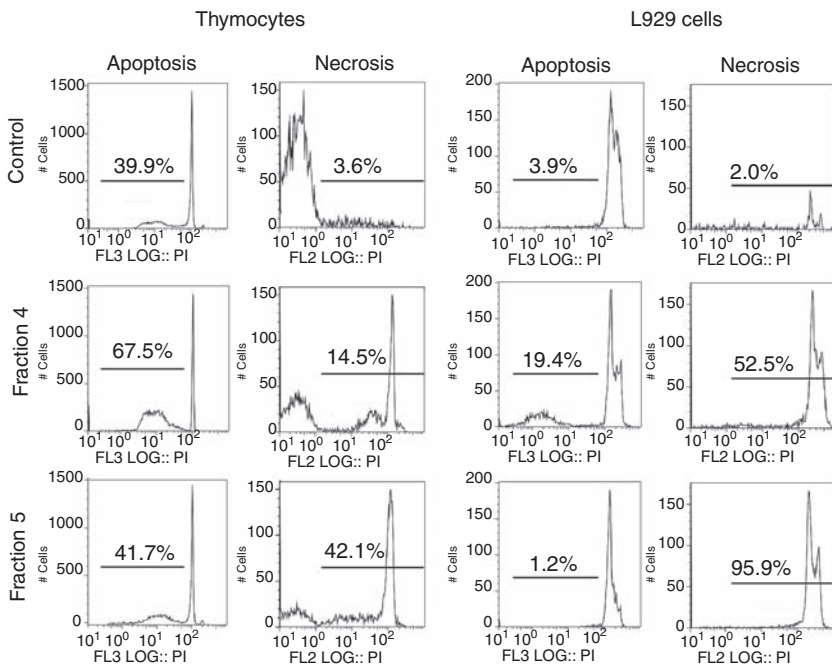 Thymocytes L929 cells
Apoptosis Necrosis Apoptosis Necrosis
Control
# Cells 1500 1000 500 0
39.9%
10¹ 10⁰ 10¹ 10²
FL3 LOG:: PI
# Cells 150 100 50 0
3.6%
10¹ 10⁰ 10¹ 10²
FL2 LOG:: PI
# Cells 200 150 100 50 0
3.9%
10¹ 10⁰ 10¹ 10²
FL3 LOG:: PI
# Cells 150 100 50 0
2.0%
10¹ 10⁰ 10¹ 10²
FL2 LOG:: PI
Fraction 4
# Cells 1500 1000 500 0
67.5%
10¹ 10⁰ 10¹ 10²
FL3 LOG:: PI
# Cells 150 100 50 0
14.5%
10¹ 10⁰ 10¹ 10²
FL2 LOG:: PI
# Cells 200 150 100 50 0
19.4%
10¹ 10⁰ 10¹ 10²
FL3 LOG:: PI
# Cells 150 100 50 0
52.5%
10¹ 10⁰ 10¹ 10²
FL2 LOG:: PI
Fraction 5
# Cells 1500 1000 500 0
41.7%
10¹ 10⁰ 10¹ 10²
FL3 LOG:: PI
# Cells 150 100 50 0
42.1%
10¹ 10⁰ 10¹ 10²
FL2 LOG:: PI
# Cells 200 150 100 50 0
1.2%
10¹ 10⁰ 10¹ 10²
FL3 LOG:: PI
# Cells 150 100 50 0
95.9%
10¹ 10⁰ 10¹ 10²
FL2 LOG:: PI